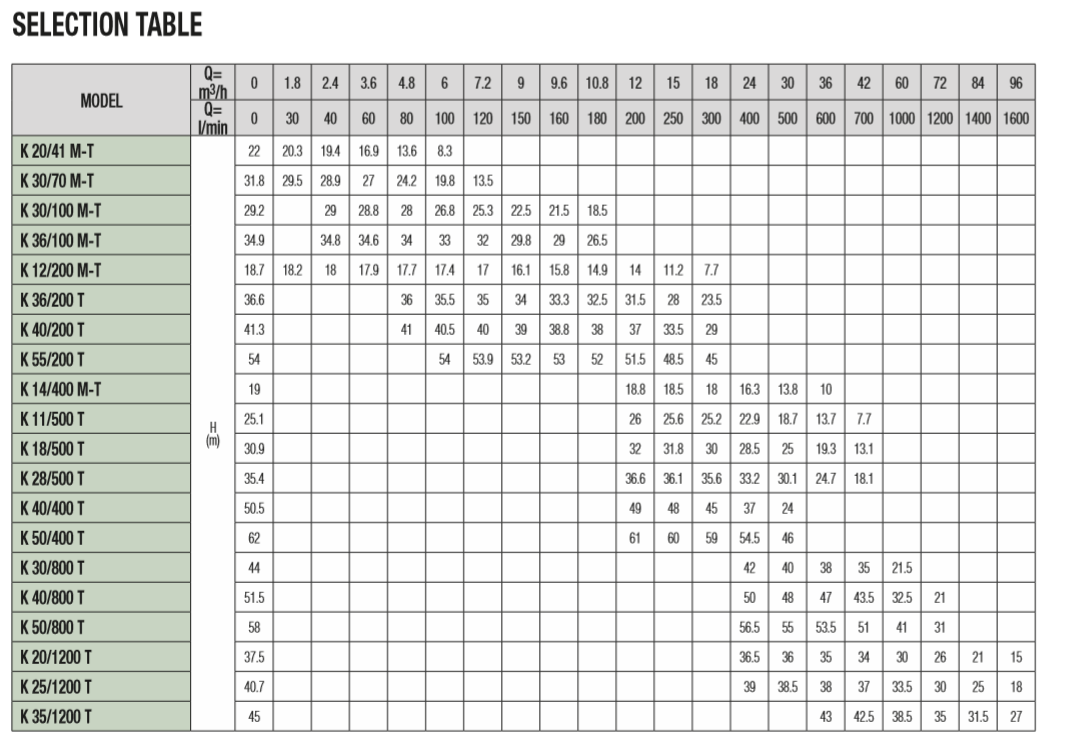 SELECTION TABLE
MODEL Q= m³/h 0 1.8 2.4 3.6 4.8 6 7.2 9 9.6 10.8 12 15 18 24 30 36 42 60 72 84 96
Q= l/min 0 30 40 60 80 100 120 150 160 180 200 250 300 400 500 600 700 1000 1200 1400 1600
K 20/41 M-T 22 20.3 19.4 16.9 13.6 8.3
K 30/70 M-T 31.8 29.5 28.9 27 24.2 19.8 13.5
K 30/100 M-T 29.2 29 28.8 28 26.8 25.3 22.5 21.5 18.5
K 36/100 M-T 34.9 34.8 34.6 34 33 32 29.8 29 26.5
K 12/200 M-T 18.7 18.2 18 17.9 17.7 17.4 17 16.1 15.8 14.9 14 11.2 7.7
K 36/200 T 36.6 36 35.5 35 34 33.3 32.5 31.5 28 23.5
K 40/200 T 41.3 41 40.5 40 39 38.8 38 37 33.5 29
K 55/200 T 54 54 53.9 53.2 53 52 51.5 48.5 45
K 14/400 M-T 19 18.8 18.5 18 16.3 13.8 10
K 11/500 T H (m) 25.1 26 25.6 25.2 22.9 18.7 13.7 7.7
K 18/500 T 30.9 32 31.8 30 28.5 25 19.3 13.1
K 28/500 T 35.4 36.6 36.1 35.6 33.2 30.1 24.7 18.1
K 40/400 T 50.5 49 48 45 37 24
K 50/400 T 62 61 60 59 54.5 46
K 30/800 T 44 42 40 38 35 21.5
K 40/800 T 51.5 50 48 47 43.5 32.5 21
K 50/800 T 58 56.5 55 53.5 51 41 31
K 20/1200 T 37.5 36.5 36 35 34 30 26 21 15
K 25/1200 T 40.7 39 38.5 38 37 33.5 30 25 18
K 35/1200 T 45 43 42.5 38.5 35 31.5 27